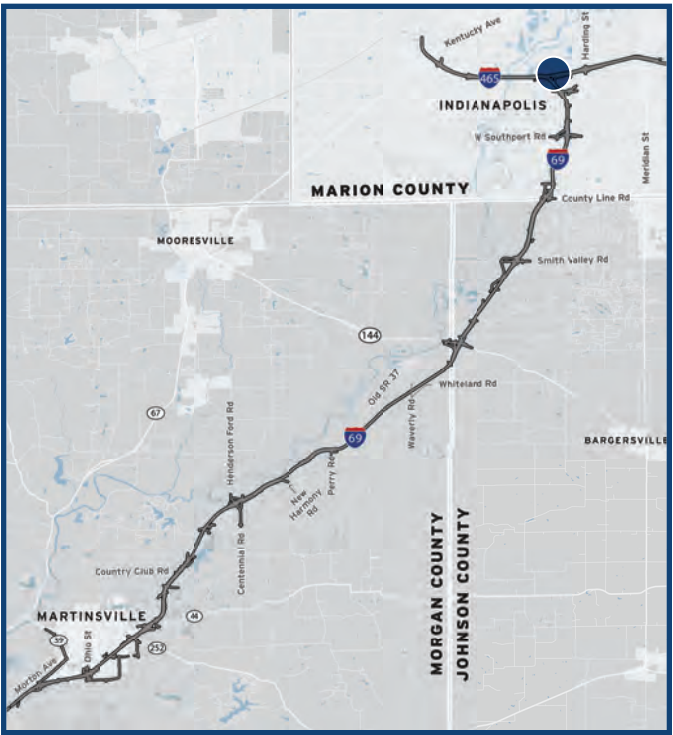 Kentucky Ave
Harding St
465
INDIANAPOLIS
W Southport Rd
69
Meridian St
MARION COUNTY
County Line Rd
MOORESVILLE
Smith Valley Rd
144
Whiteland Rd
Old SR 37
67
Waverly Rd
Henderson Ford Rd
69
BARGERSVILLE
Perry Rd
New
Harmony
Rd
MORGAN COUNTY
JOHNSON COUNTY
Centennial Rd
Country Club Rd
MARTINSVILLE
44
39
Ohio St
252
Morton Ave